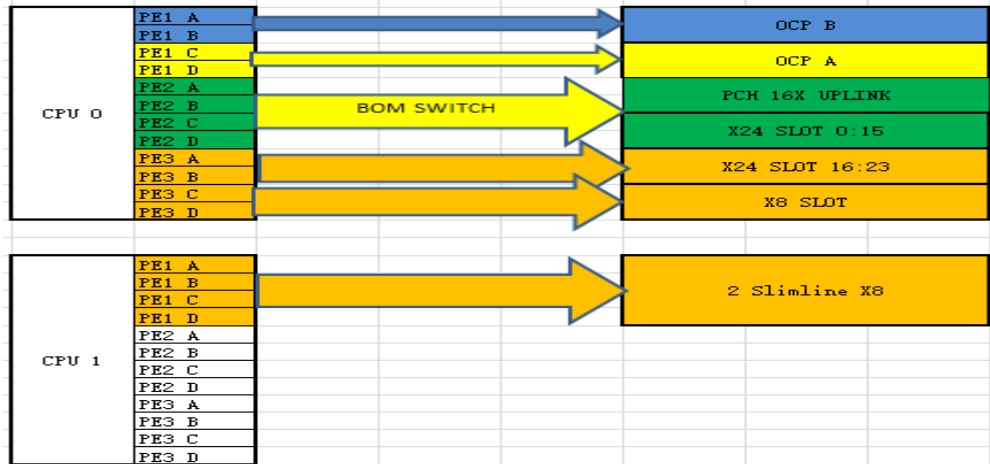 CPU 0
PE1 A
PE1 B
PE1 C
PE1 D
PE2 A
PE2 B
PE2 C
PE2 D
PE3 A
PE3 B
PE3 C
PE3 D
BOM SWITCH
OCP B
OCP A
PCH 16X UPLINK
X24 SLOT 0:15
X24 SLOT 16:23
X8 SLOT
CPU 1
PE1 A
PE1 B
PE1 C
PE1 D
PE2 A
PE2 B
PE2 C
PE2 D
PE3 A
PE3 B
PE3 C
PE3 D
2 Slimline X8